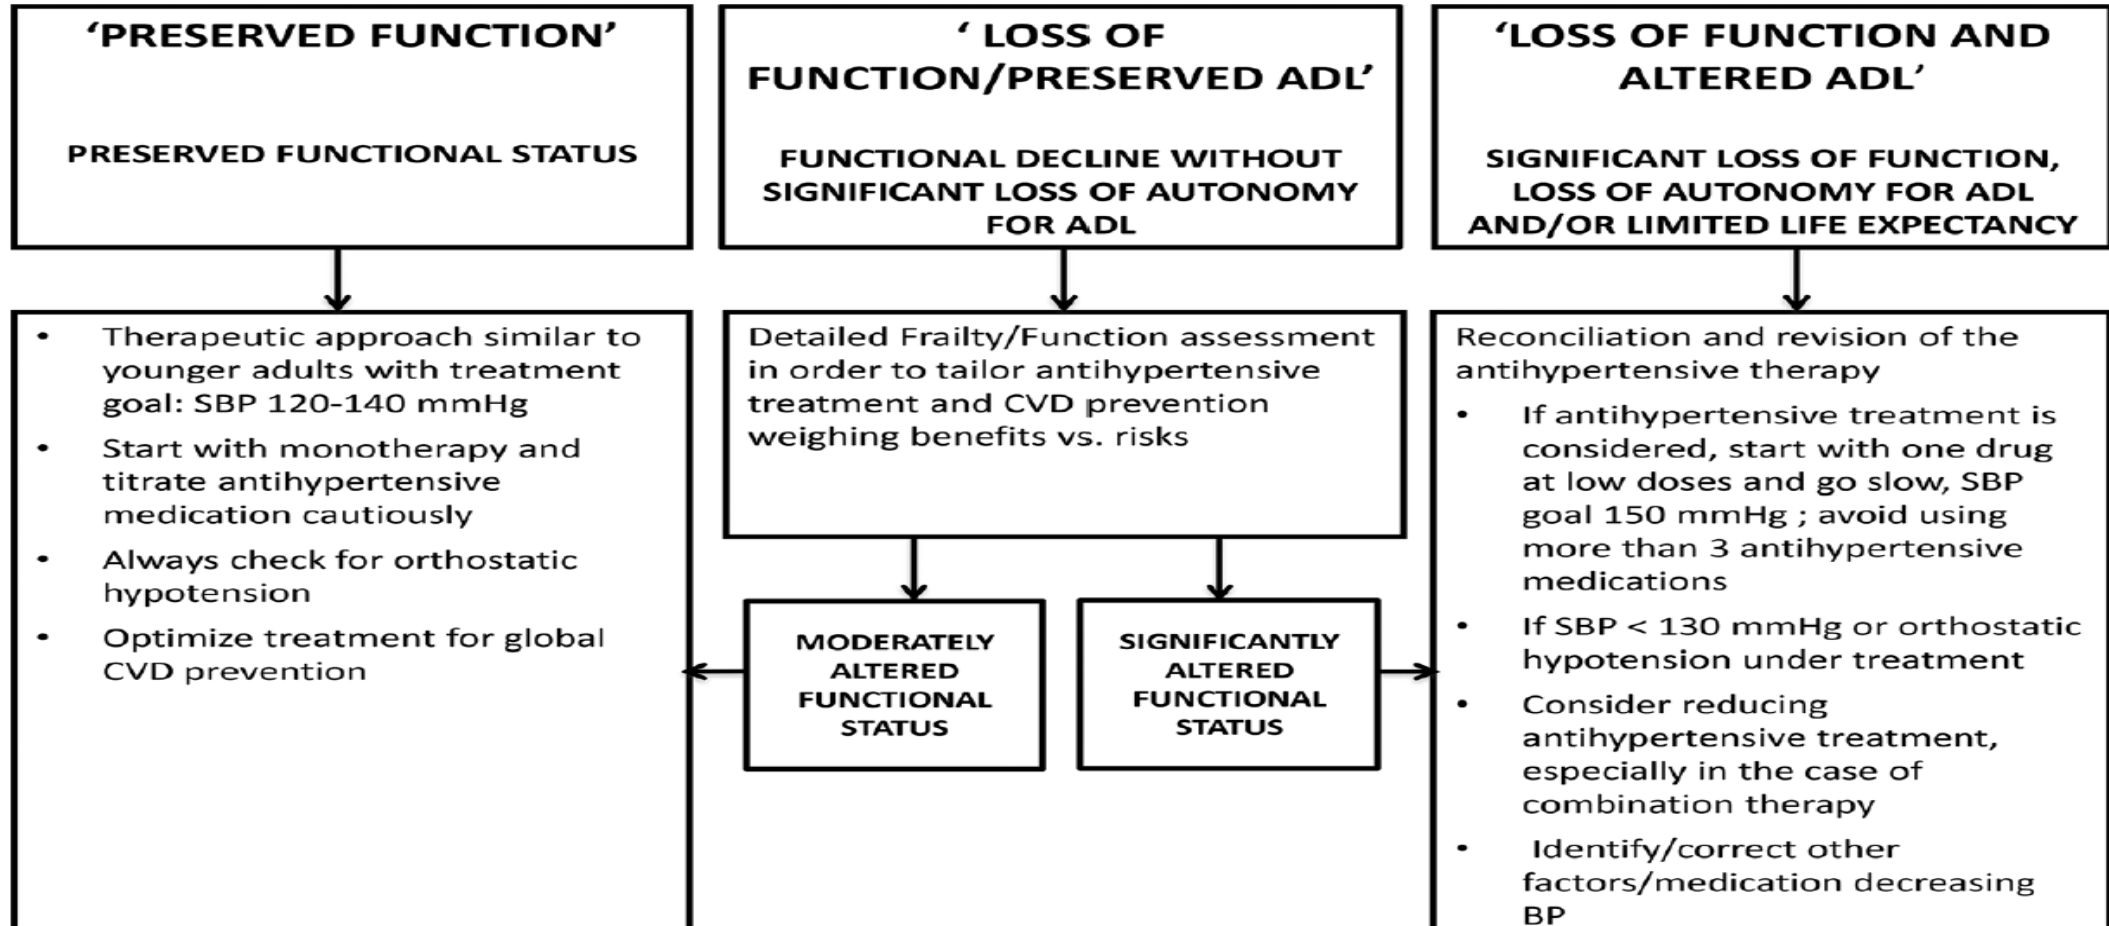 ‘PRESERVED FUNCTION’
PRESERVED FUNCTIONAL STATUS
‘ LOSS OF
FUNCTION/PRESERVED ADL’
FUNCTIONAL DECLINE WITHOUT
SIGNIFICANT LOSS OF AUTONOMY
FOR ADL
‘LOSS OF FUNCTION AND
ALTERED ADL’
SIGNIFICANT LOSS OF FUNCTION,
LOSS OF AUTONOMY FOR ADL
AND/OR LIMITED LIFE EXPECTANCY
• Therapeutic approach similar to
younger adults with treatment
goal: SBP 120-140 mmHg
• Start with monotherapy and
titrate antihypertensive
medication cautiously
• Always check for orthostatic
hypotension
• Optimize treatment for global
CVD prevention
Detailed Frailty/Function assessment
in order to tailor antihypertensive
treatment and CVD prevention
weighing benefits vs. risks
MODERATELY
ALTERED
FUNCTIONAL
STATUS
SIGNIFICANTLY
ALTERED
FUNCTIONAL
STATUS
Reconciliation and revision of the
antihypertensive therapy
• If antihypertensive treatment is
considered, start with one drug
at low doses and go slow, SBP
goal 150 mmHg ; avoid using
more than 3 antihypertensive
medications
• If SBP < 130 mmHg or orthostatic
hypotension under treatment
• Consider reducing
antihypertensive treatment,
especially in the case of
combination therapy
• Identify/correct other
factors/medication decreasing
BP